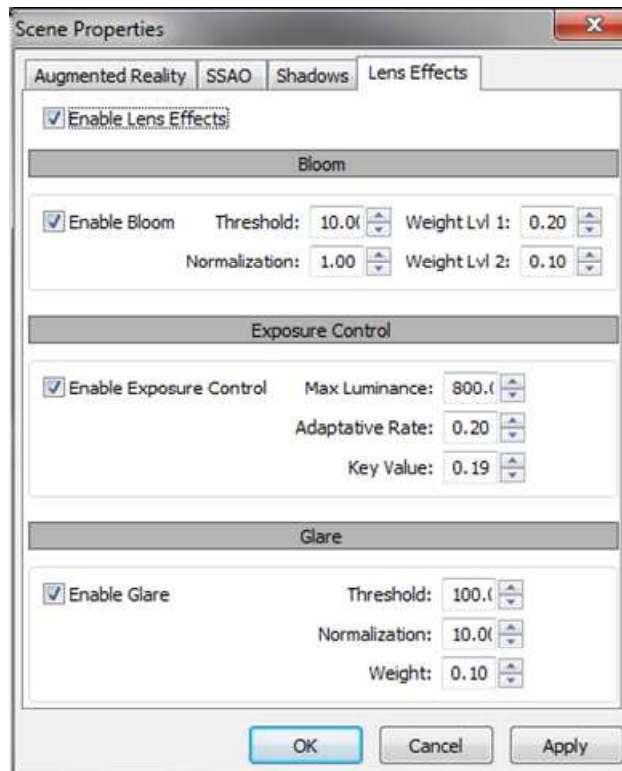 Scene Properties
Augmented Reality SSAO Shadows Lens Effects
Enable Lens Effects
Bloom
Enable Bloom Threshold: 10.0( Weight Lvl 1: 0.20
Normalization: 1.00 Weight Lvl 2: 0.10
Exposure Control
Enable Exposure Control Max Luminance: 800.(
Adaptative Rate: 0.20
Key Value: 0.19
Glare
Enable Glare Threshold: 100.(
Normalization: 10.0(
Weight: 0.10
OK Cancel Apply